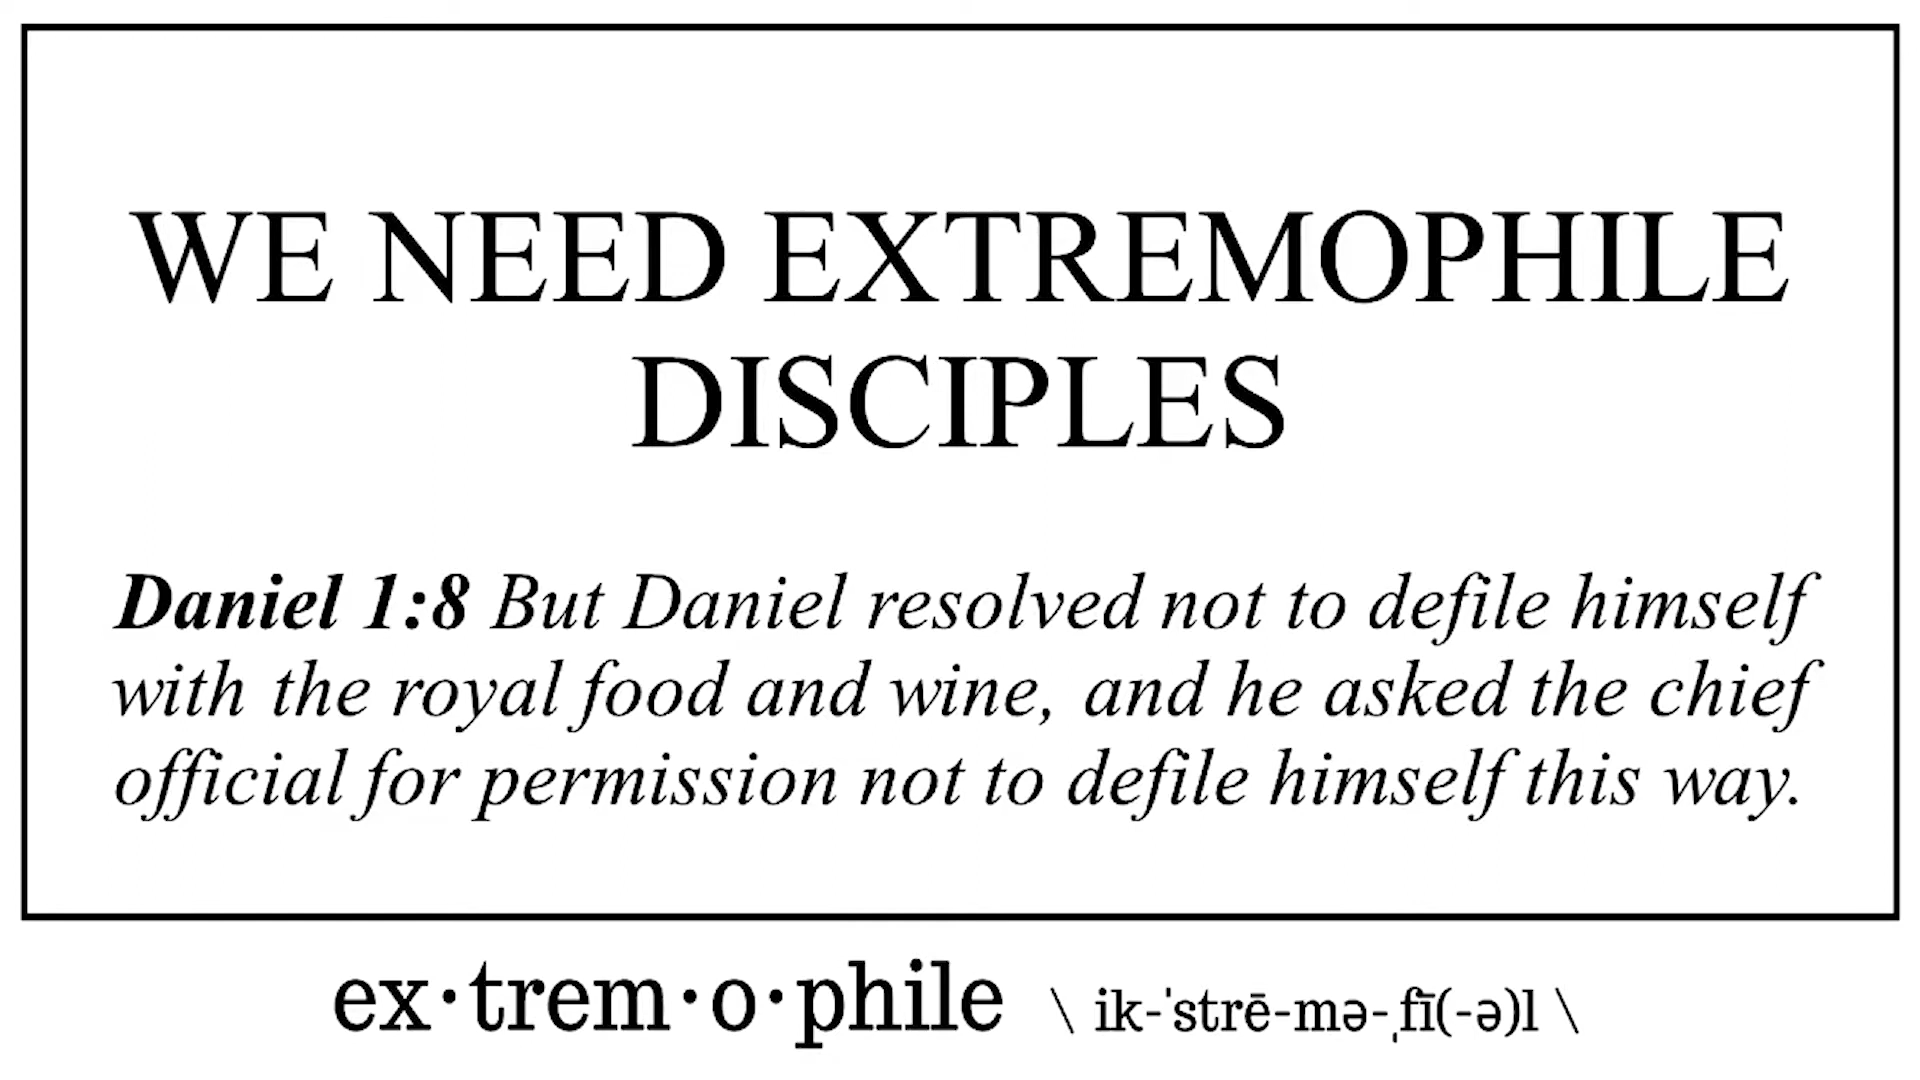 WE NEED EXTREMOPHILE
DISCIPLES
Daniel 1:8 But Daniel resolved not to defile himself
with the royal food and wine, and he asked the chief
official for permission not to defile himself this way.
ex·trem·o·phile \ ik-ˈstrē-mə-ˌfī(-ə)l \